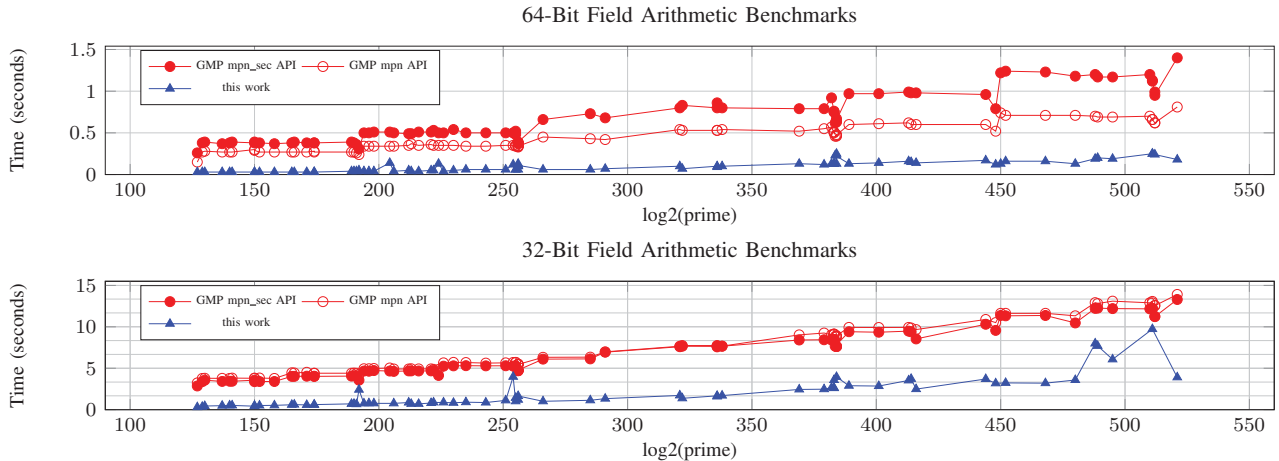 64-Bit Field Arithmetic Benchmarks
Time (seconds)
1.5
1
0.5
0
GMP mpn_sec API
GMP mpn API
this work
100 150 200 250 300 350 400 450 500 550
log2(prime)
32-Bit Field Arithmetic Benchmarks
Time (seconds)
15
10
5
0
GMP mpn_sec API
GMP mpn API
this work
100 150 200 250 300 350 400 450 500 550
log2(prime)